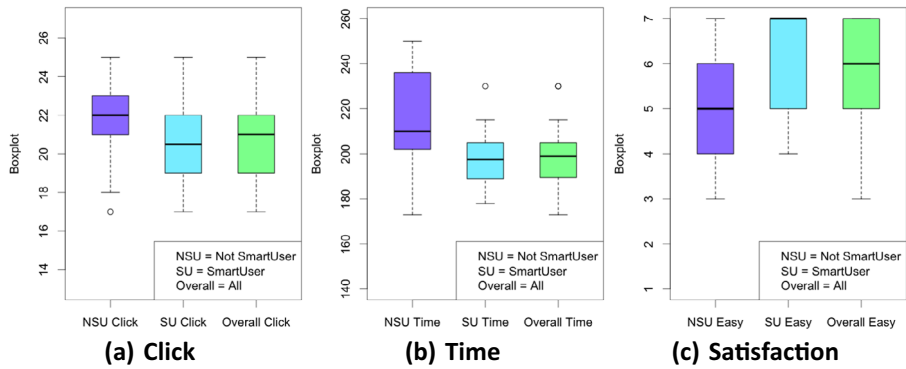 Boxplot
26
24
22
20
18
16
14
NSU = Not SmartUser
SU = SmartUser
Overall = All
NSU Click SU Click Overall Click
(a) Click
Boxplot
260
240
220
200
180
160
140
NSU = Not SmartUser
SU = SmartUser
Overall = All
NSU Time SU Time Overall Time
(b) Time
Boxplot
7
6
5
4
3
2
1
NSU = Not SmartUser
SU = SmartUser
Overall = All
NSU Easy SU Easy Overall Easy
(c) Satisfaction